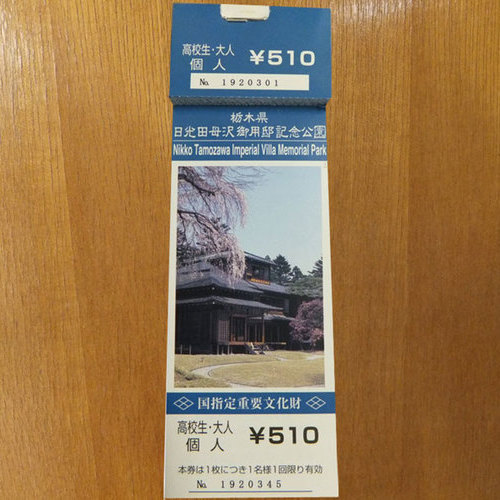 高校生・大人
個人 ¥510
No. 1920301
栃木県
日光田母沢御用邸記念公園
Nikko Tamozawa Imperial Villa Memorial Park
国指定重要文化財
高校生・大人
個人 ¥510
本券は1枚につき1名様1回限り有効
No. 1920345